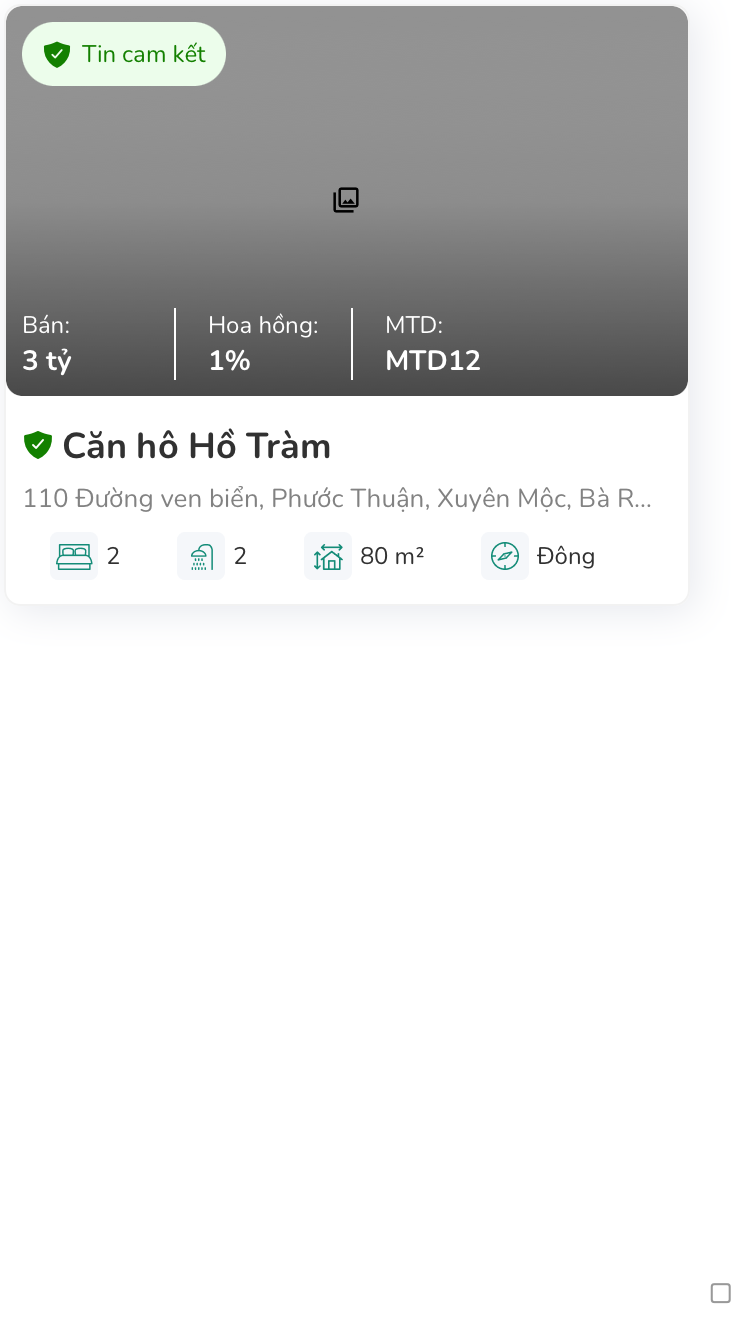 Tin cam kết
Bán:
3 tỷ
Hoa hồng:
1%
MTD:
MTD12
Căn hô Hồ Tràm
110 Đường ven biển, Phước Thuận, Xuyên Mộc, Bà R...
2
2
80 m²
Đông